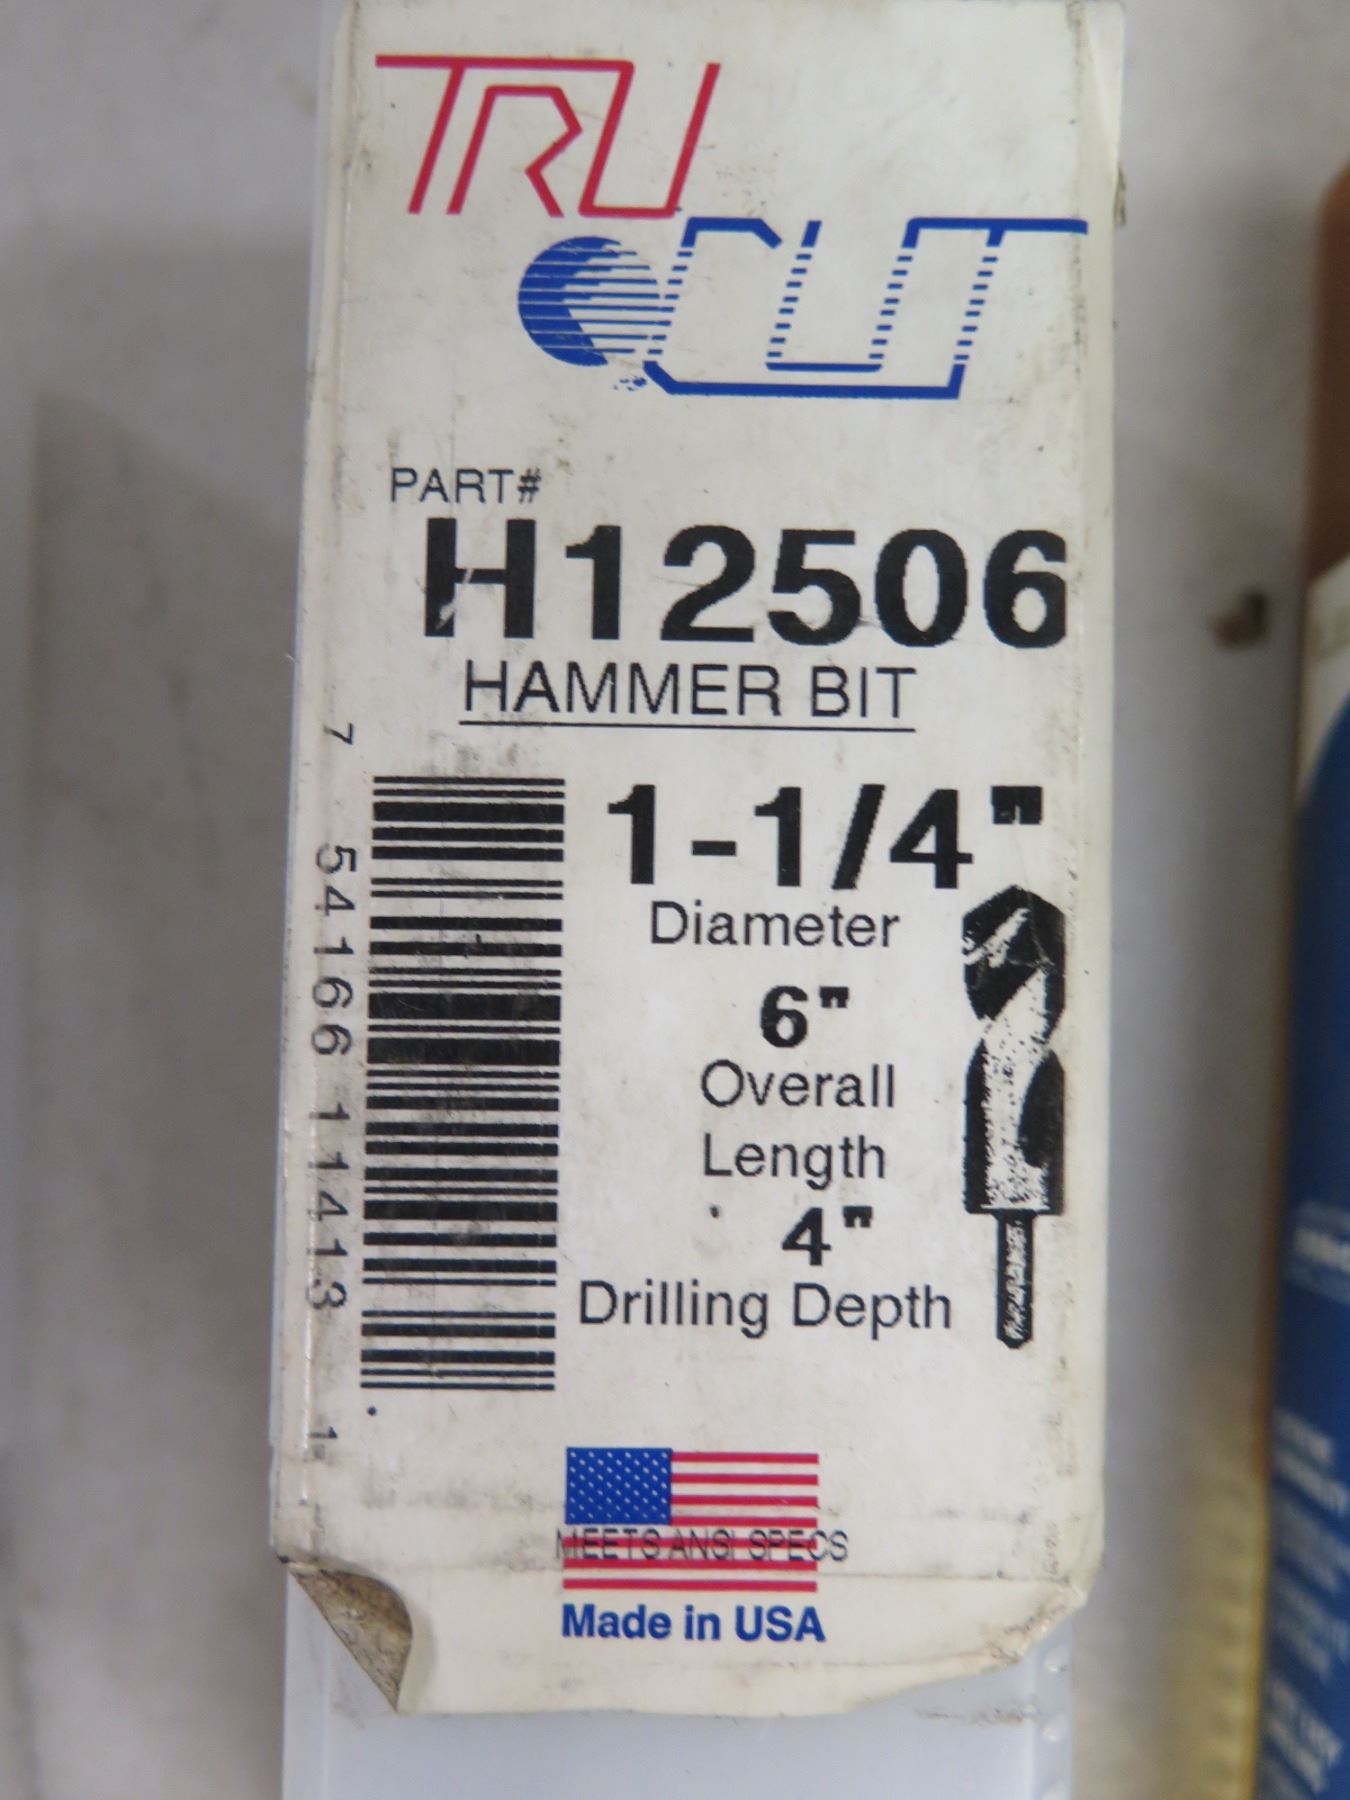 TRU
CUT
PART#
H12506
HAMMER BIT
1-1/4"
Diameter
6"
Overall
Length
4"
Drilling Depth
7 54166 11413 1
MEETS ANSI SPECS
Made in USA